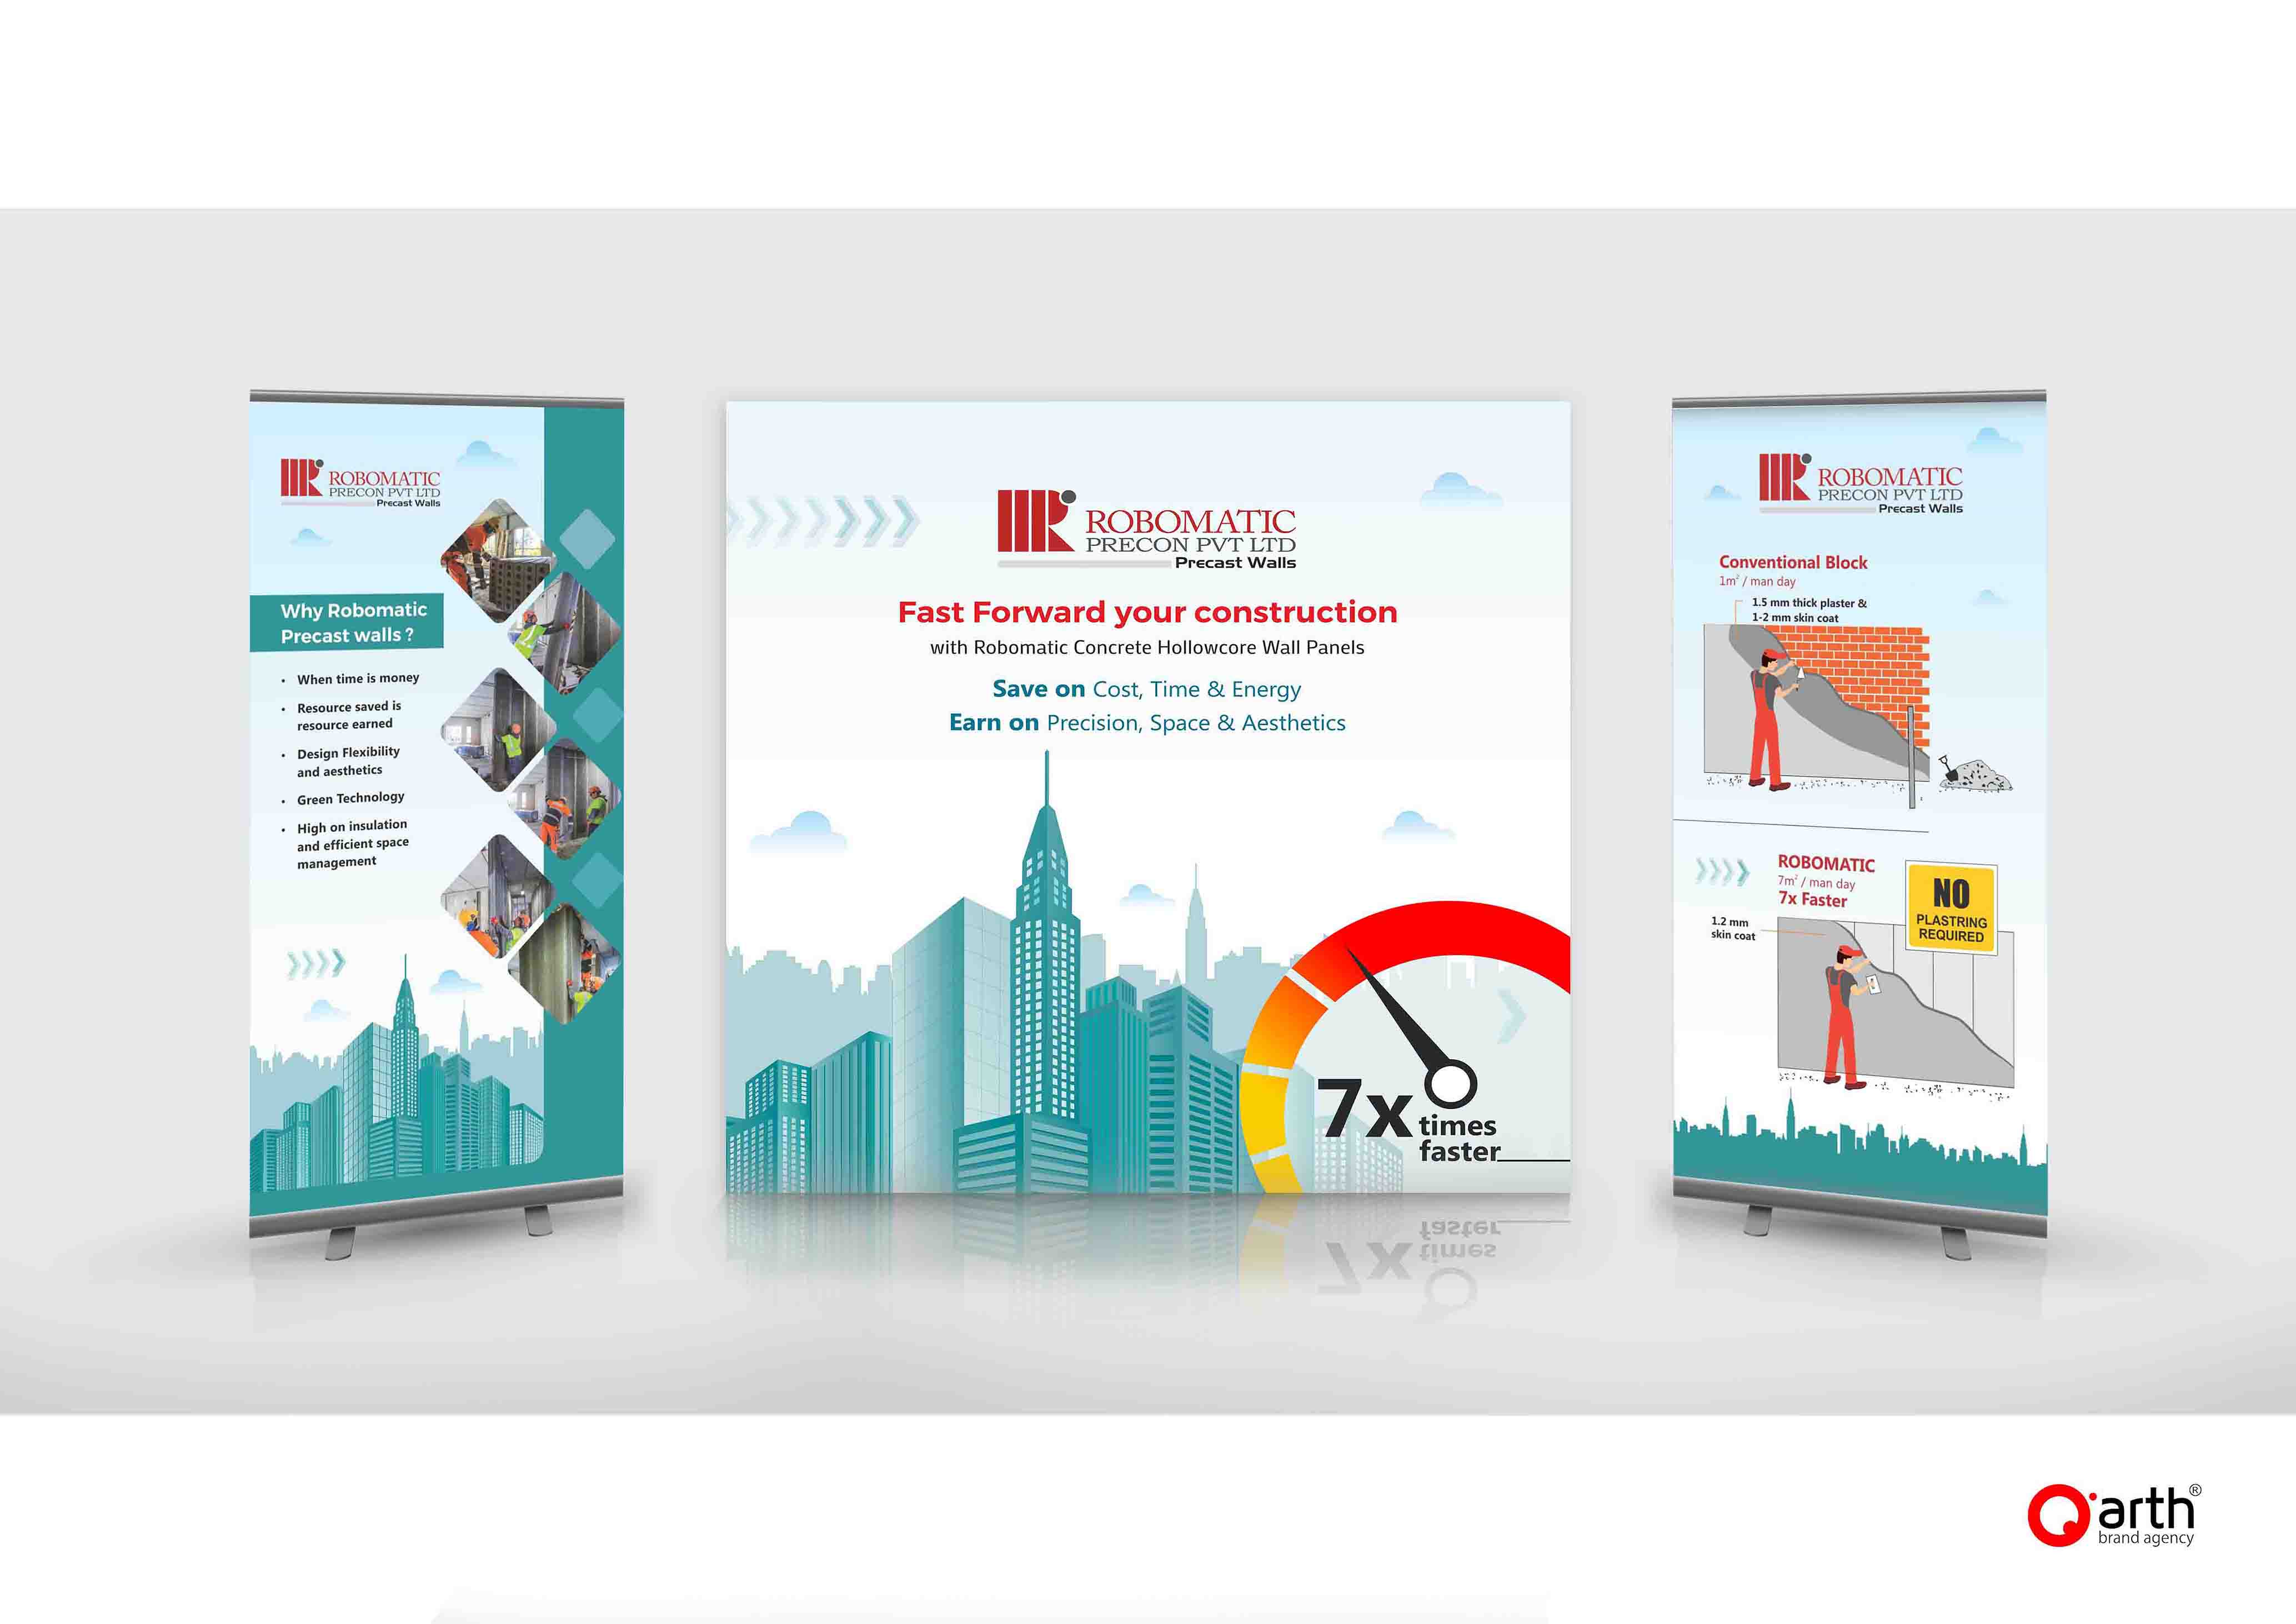 ROBOMATIC
PRECON PVT LTD
Precast Walls
Why Robomatic
Precast walls ?
• When time is money
• Resource saved is
resource earned
• Design Flexibility
and aesthetics
• Green Technology
• High on insulation
and efficient space
management
ROBOMATIC
PRECON PVT LTD
Precast Walls
Fast Forward your construction
with Robomatic Concrete Hollowcore Wall Panels
Save on Cost, Time & Energy
Earn on Precision, Space & Aesthetics
7x times
faster
ROBOMATIC
PRECON PVT LTD
Precast Walls
Conventional Block
1m² / man day
1.5 mm thick plaster &
1-2 mm skin coat
ROBOMATIC
7m² / man day
7x Faster
1.2 mm
skin coat
NO
PLASTRING
REQUIRED
arth®
brand agency